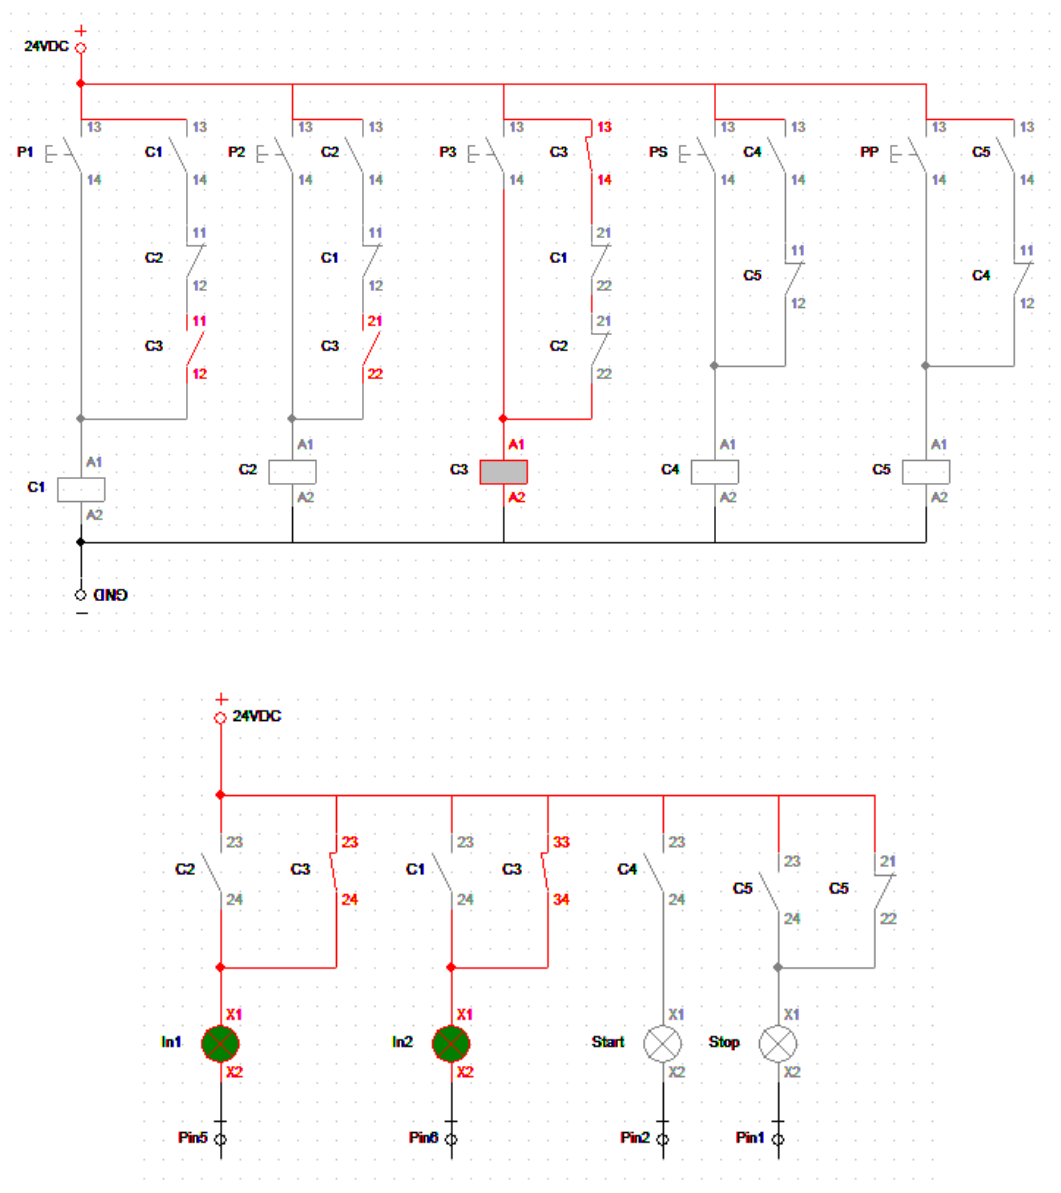 +
24VDC
13 13 13 13 13 13 13 13 13 13
P1 C1 P2 C2 P3 C3 PS C4 PP C5
14 14 14 14 14 14 14 14 14 14
11 11 21 11 11
C2 C1 C1 C5 C4
12 12 22 12 12
11 21 21
C3 C3 C2
12 22 22
A1 A1 A1 A1 A1
C1 C2 C3 C4 C5
A2 A2 A2 A2 A2
GND
−
+
24VDC
23 23 23 33 23 23 21
C2 C3 C1 C3 C4 C5 C5
24 24 24 34 24 24 22
X1 X1 X1 X1
In1 In2 Start Stop
X2 X2 X2 X2
Pin5 Pin6 Pin2 Pin1